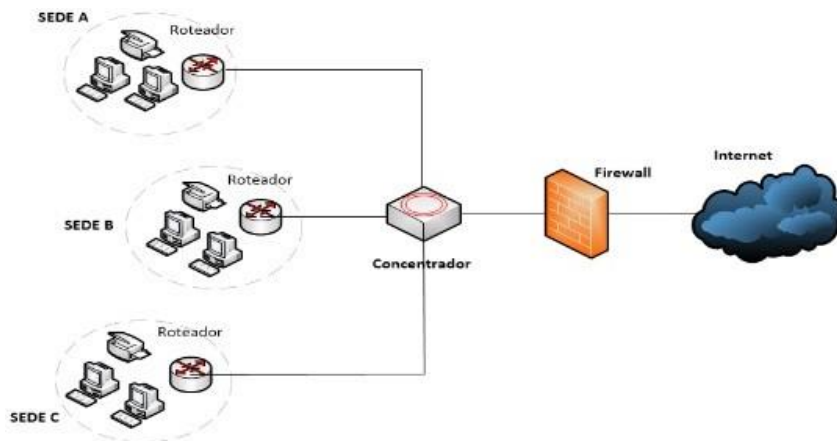 SEDE A
Roteador
Roteador
Firewall
Internet
SEDE B
Concentrador
Roteador
SEDE C